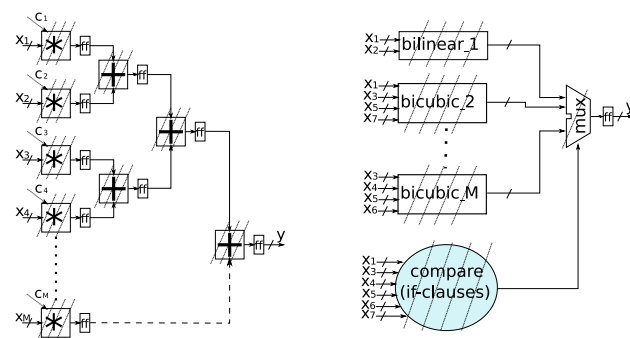 C₁
x₁ * ff
+ ff
C₂
x₂ * ff
+ ff
C₃
x₃ * ff
+ ff
C₄
x₄ * ff
+ ff y
C_M
x_M * ff
x₁
x₂
bilinear_1
x₁
x₃
x₅
x₇
bicubic_2
x₃
x₄
x₅
x₆
bicubic_M
mux
ff
y
x₁
x₃
x₄
x₅
x₆
x₇
compare
(if-clauses)